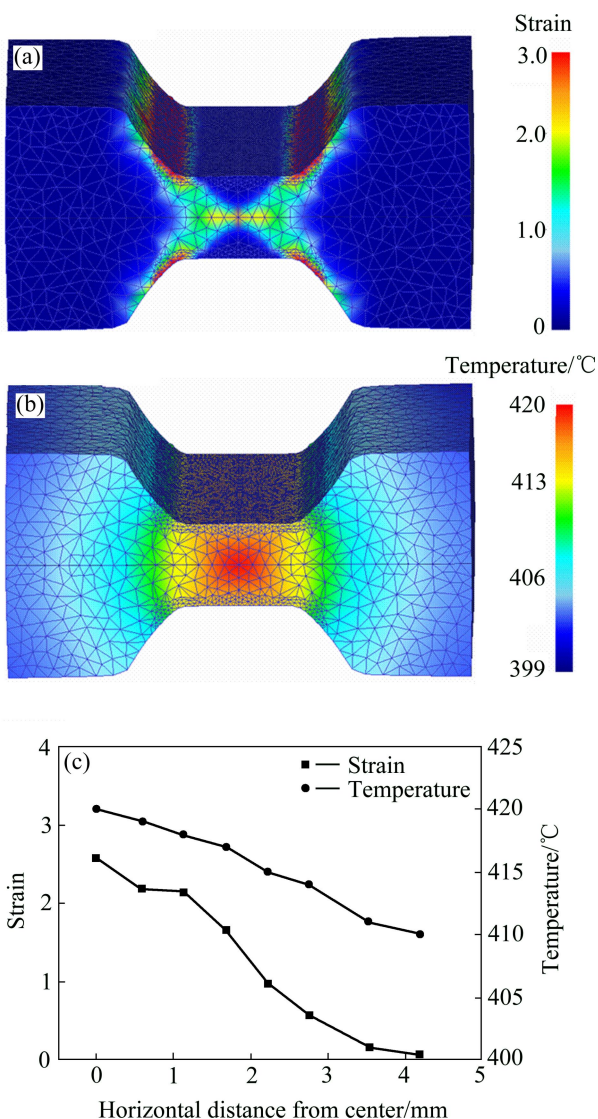 (a)
Strain
3.0
2.0
1.0
0
(b)
Temperature/℃
420
413
406
399
(c)
Strain
Temperature
4
3
2
1
0
Strain
425
420
415
410
405
400
Temperature/℃
0 1 2 3 4 5
Horizontal distance from center/mm